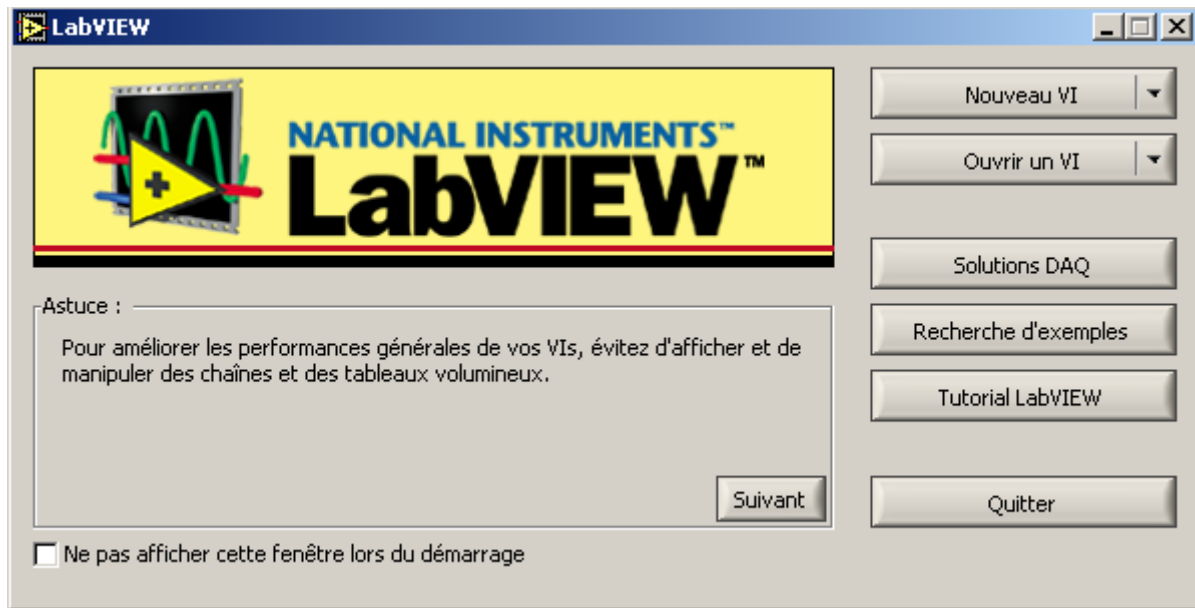 LabVIEW
NATIONAL INSTRUMENTS™
LabVIEW™
Astuce :
Pour améliorer les performances générales de vos VIs, évitez d'afficher et de
manipuler des chaînes et des tableaux volumineux.
Suivant
Ne pas afficher cette fenêtre lors du démarrage
Nouveau VI
Ouvrir un VI
Solutions DAQ
Recherche d'exemples
Tutorial LabVIEW
Quitter